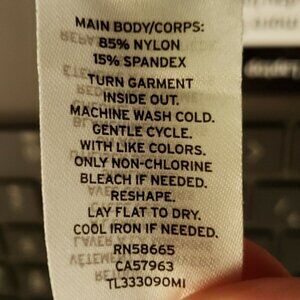 MAIN BODY/CORPS:
85% NYLON
15% SPANDEX
TURN GARMENT
INSIDE OUT.
MACHINE WASH COLD.
GENTLE CYCLE.
WITH LIKE COLORS.
ONLY NON-CHLORINE
BLEACH IF NEEDED.
RESHAPE.
LAY FLAT TO DRY.
COOL IRON IF NEEDED.
RN58665
CA57963
TL333090MI